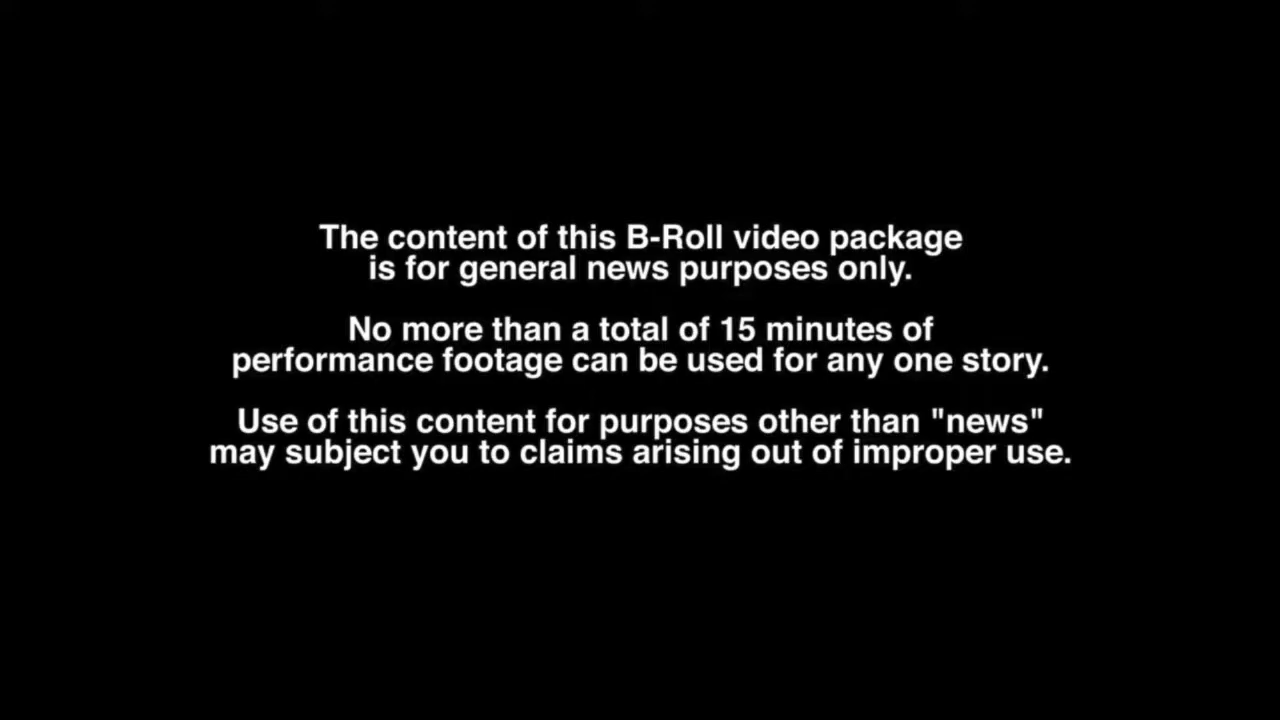 The content of this B-Roll video package
is for general news purposes only.
No more than a total of 15 minutes of
performance footage can be used for any one story.
Use of this content for purposes other than "news"
may subject you to claims arising out of improper use.